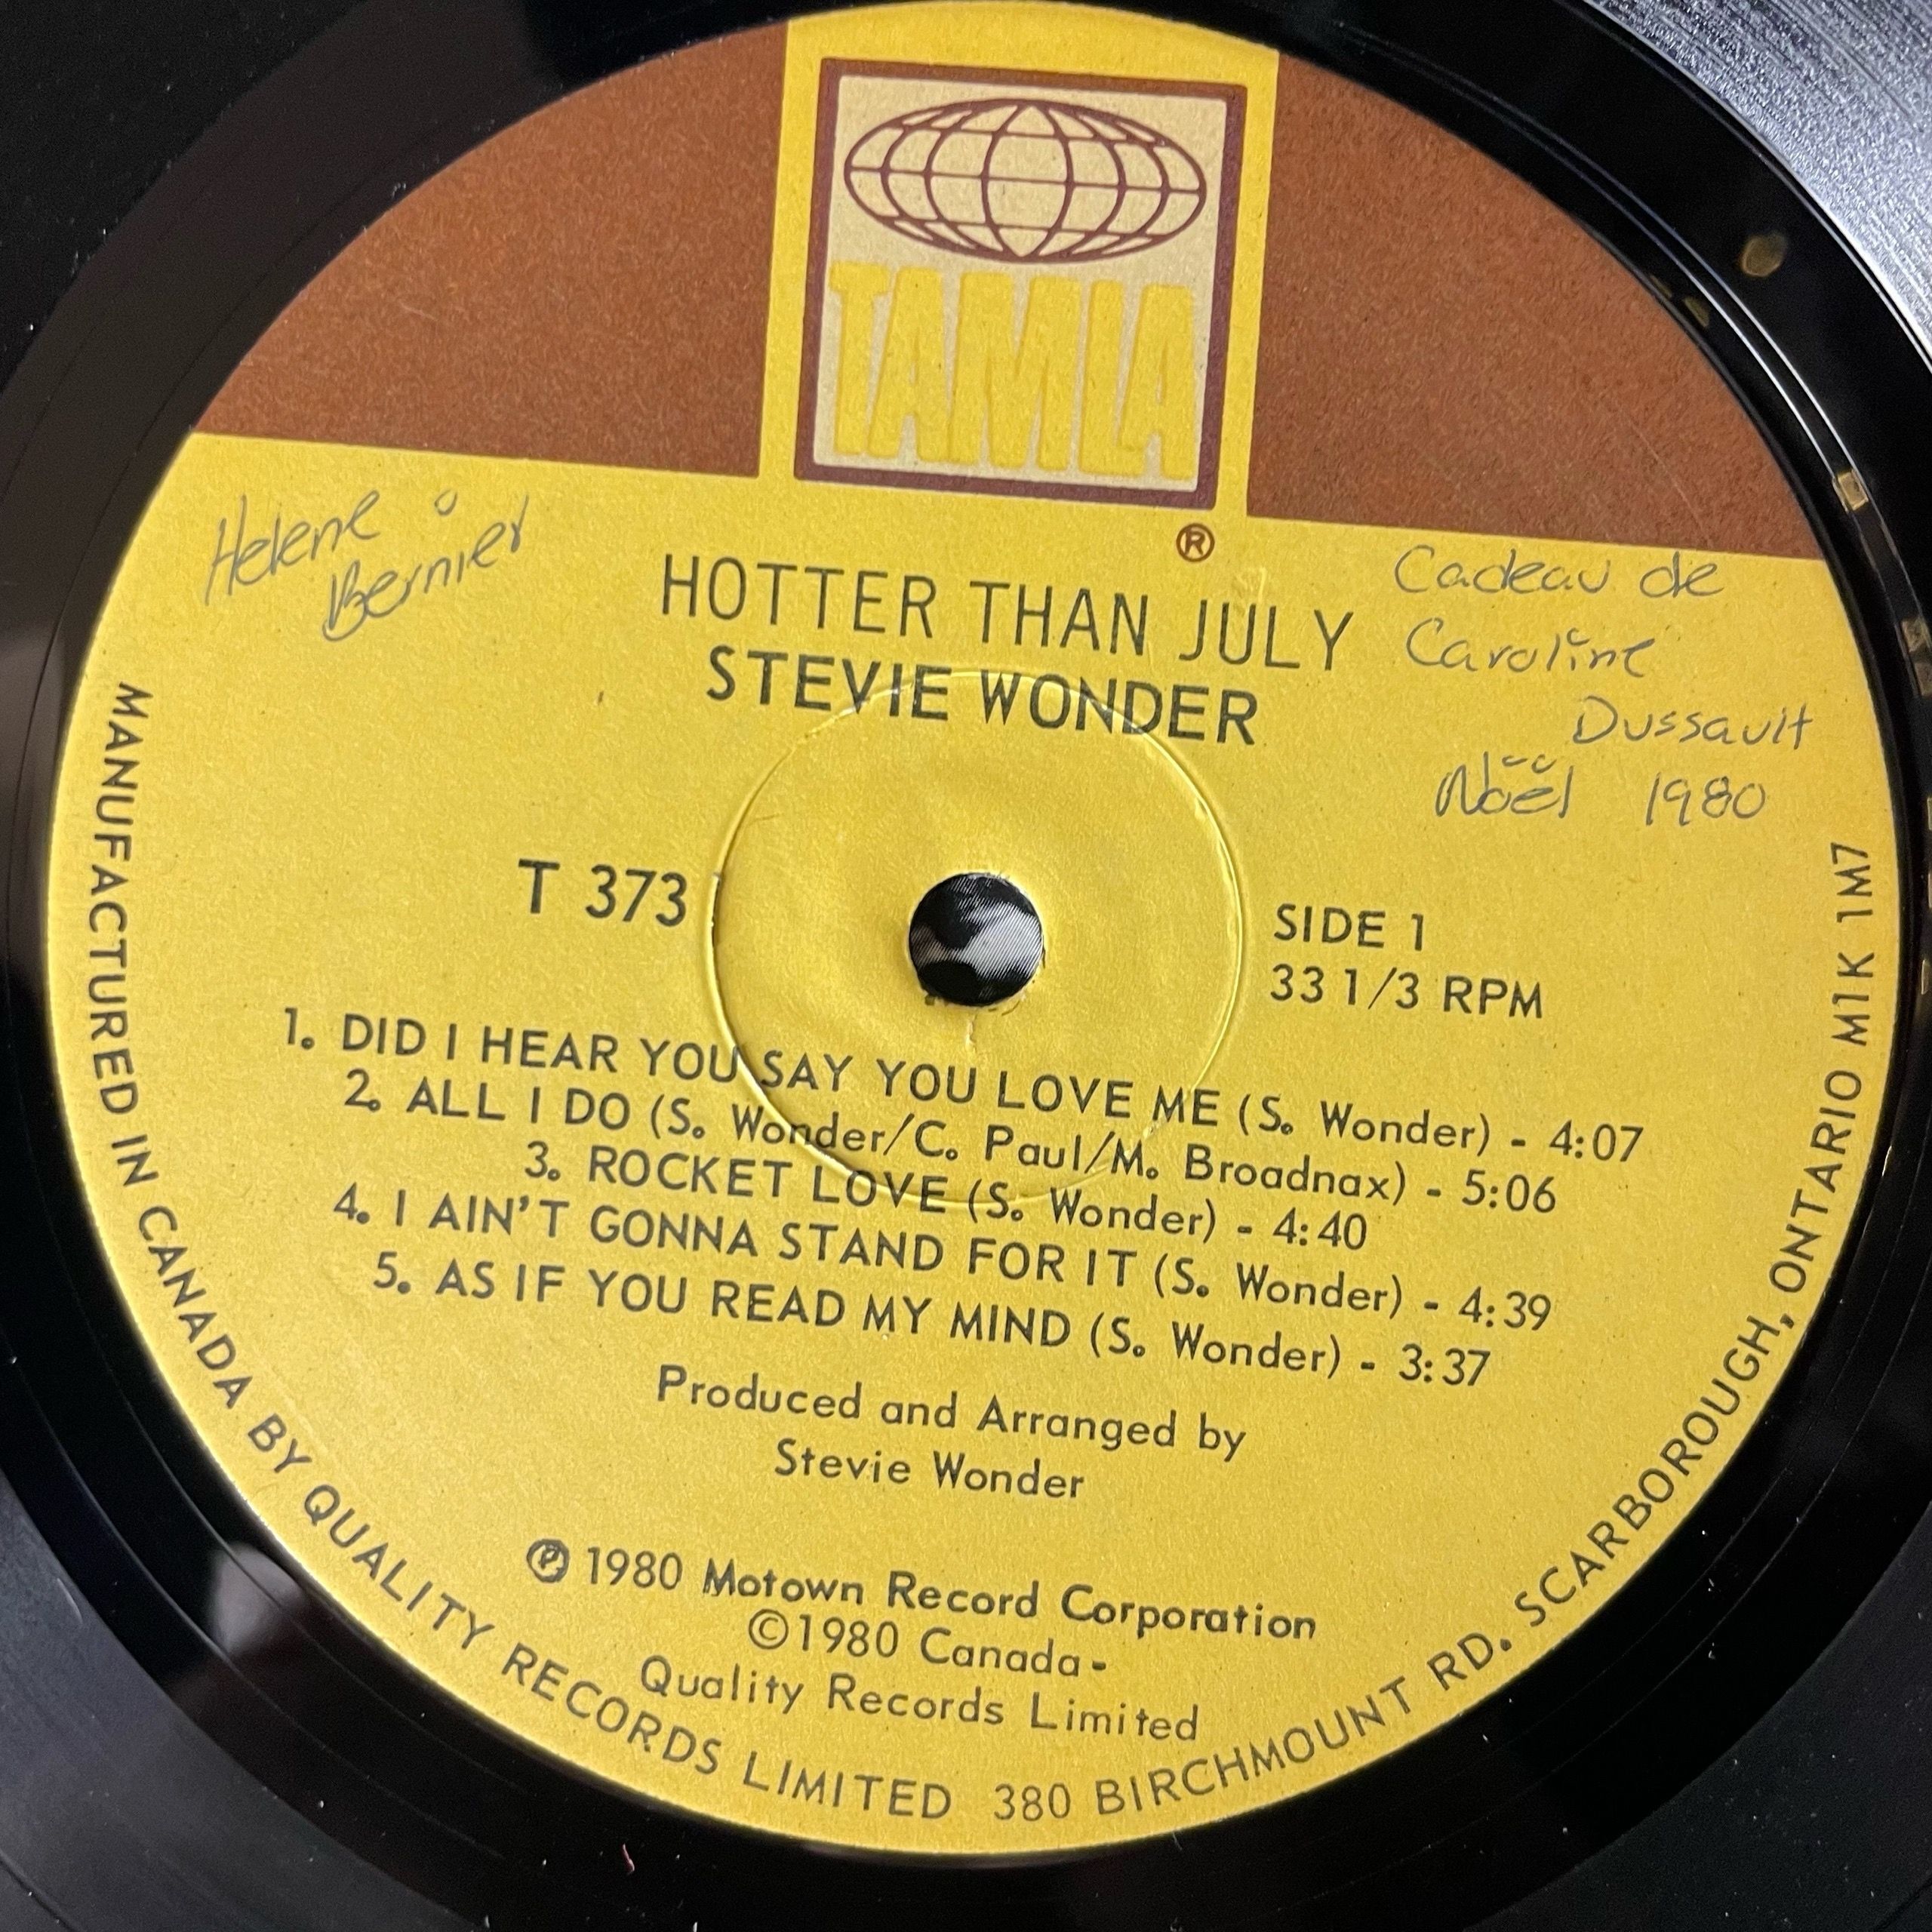 TAMLA
®
Helene
Bernier
Cadeau de
Caroline
Dussault
Noël 1980
HOTTER THAN JULY
STEVIE WONDER
T 373
SIDE 1
33 1/3 RPM
1. DID I HEAR YOU SAY YOU LOVE ME (S. Wonder) - 4:07
2. ALL I DO (S. Wonder/C. Paul/M. Broadnax) - 5:06
3. ROCKET LOVE (S. Wonder) - 4:40
4. I AIN'T GONNA STAND FOR IT (S. Wonder) - 4:39
5. AS IF YOU READ MY MIND (S. Wonder) - 3:37
Produced and Arranged by
Stevie Wonder
℗ 1980 Motown Record Corporation
©1980 Canada-
Quality Records Limited
MANUFACTURED IN CANADA BY QUALITY RECORDS LIMITED 380 BIRCHMOUNT RD. SCARBOROUGH, ONTARIO M1K 1M7